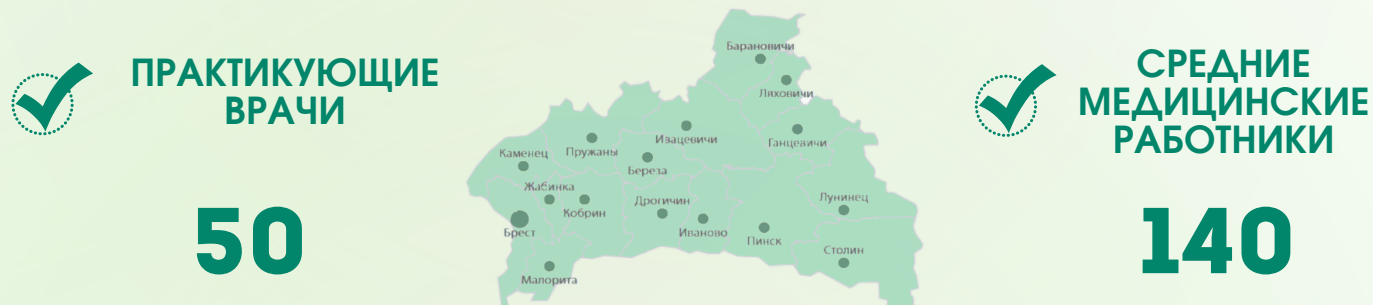 ПРАКТИКУЮЩИЕ
ВРАЧИ
50
Барановичи
Ляховичи
Ивацевичи
Ганцевичи
Каменец
Пружаны
Береза
Жабинка
Кобрин
Дрогичин
Лунинец
Брест
Иваново
Пинск
Столин
Малорита
СРЕДНИЕ
МЕДИЦИНСКИЕ
РАБОТНИКИ
140